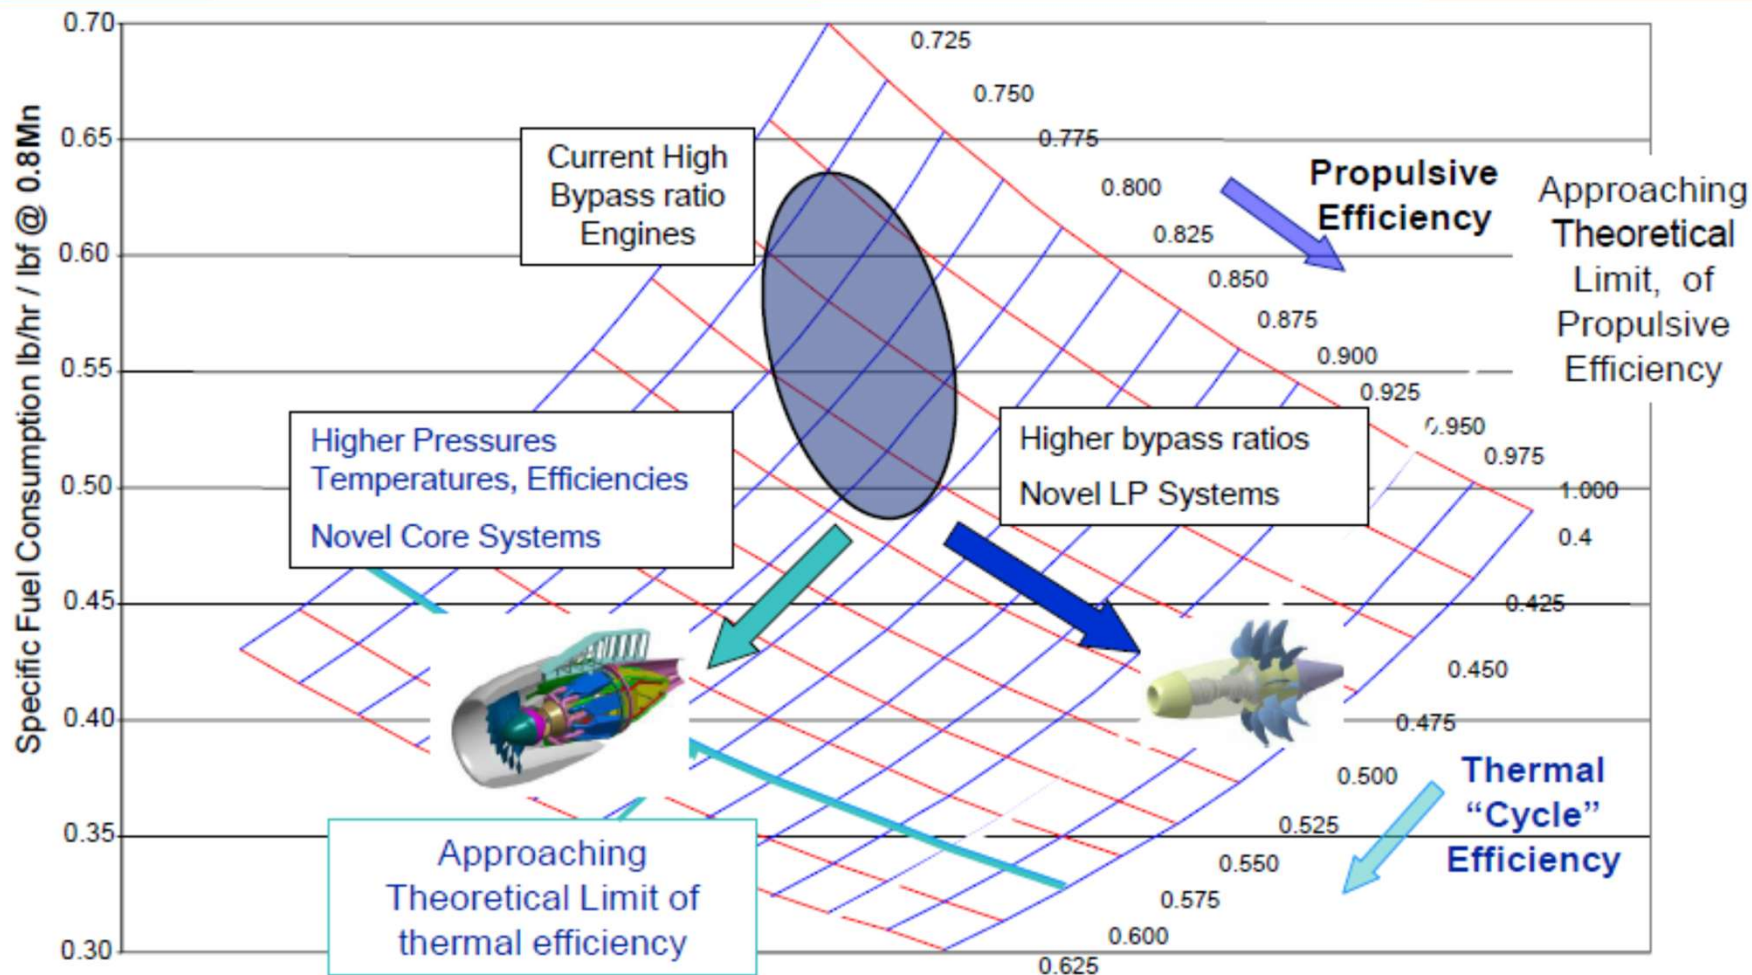 Specific Fuel Consumption lb/hr / lbf @ 0.8Mn
0.70
0.65
0.60
0.55
0.50
0.45
0.40
0.35
0.30
Current High
Bypass ratio
Engines
0.725
0.750
0.775
0.800
0.825
0.850
0.875
0.900
0.925
0.950
0.975
1.000
Propulsive
Efficiency
Approaching
Theoretical
Limit, of
Propulsive
Efficiency
Higher Pressures
Temperatures, Efficiencies
Novel Core Systems
Higher bypass ratios
Novel LP Systems
0.4
0.425
0.450
0.475
0.500
0.525
0.550
0.575
0.600
0.625
Thermal
“Cycle”
Efficiency
Approaching
Theoretical Limit of
thermal efficiency